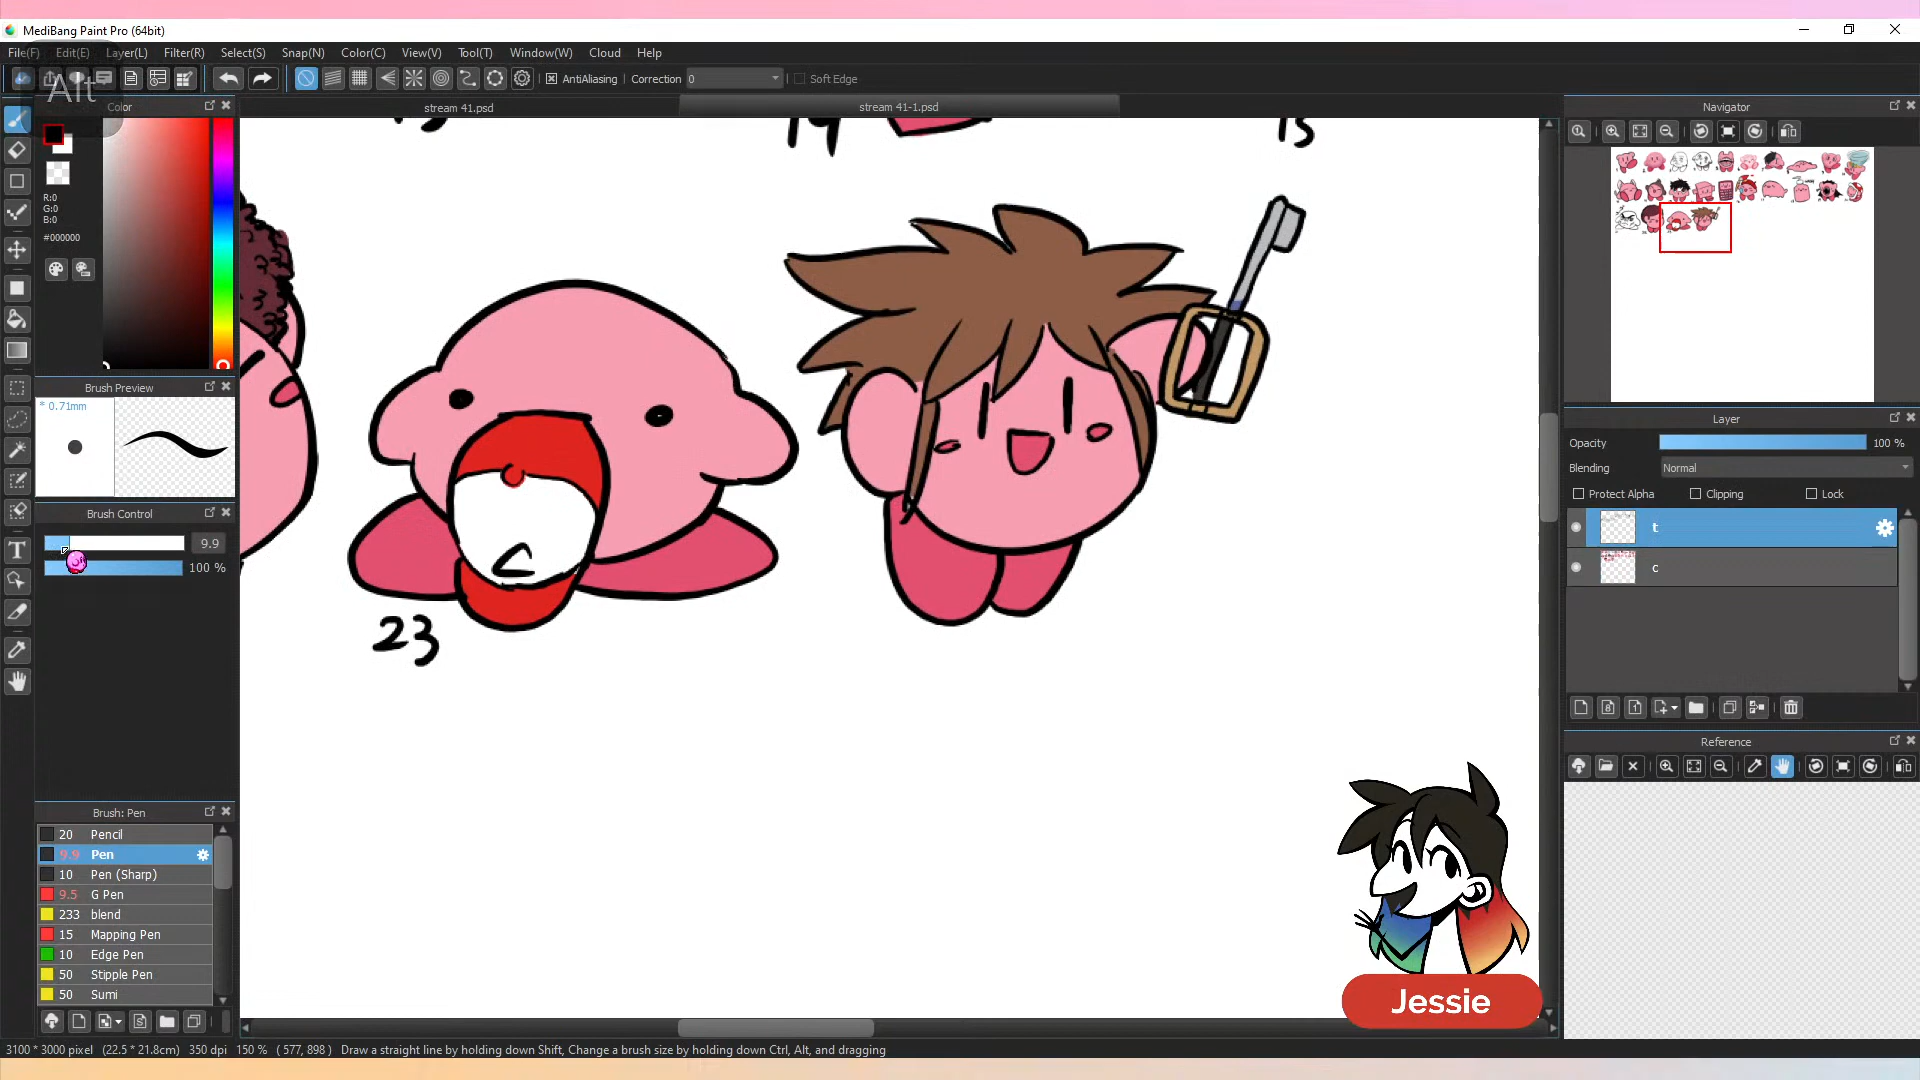 MediBang Paint Pro (64bit)
File(F) Edit(E) Layer(L) Filter(R) Select(S) Snap(N) Color(C) View(V) Tool(T) Window(W) Cloud Help
Alt
AntiAliasing Correction 0 Soft Edge
Color
stream 41.psd stream 41-1.psd
Navigator
R:0
G:0
B:0
#000000
14
15
23
Brush Preview
* 0.71mm
Brush Control
9.9
100 %
Layer
Opacity 100 %
Blending Normal
Protect Alpha Clipping Lock
t
c
Reference
Brush: Pen
20 Pencil
9.9 Pen
10 Pen (Sharp)
9.5 G Pen
233 blend
15 Mapping Pen
10 Edge Pen
50 Stipple Pen
50 Sumi
Jessie
3100 * 3000 pixel (22.5 * 21.8cm) 350 dpi 150 % ( 577, 898 ) Draw a straight line by holding down Shift, Change a brush size by holding down Ctrl, Alt, and dragging